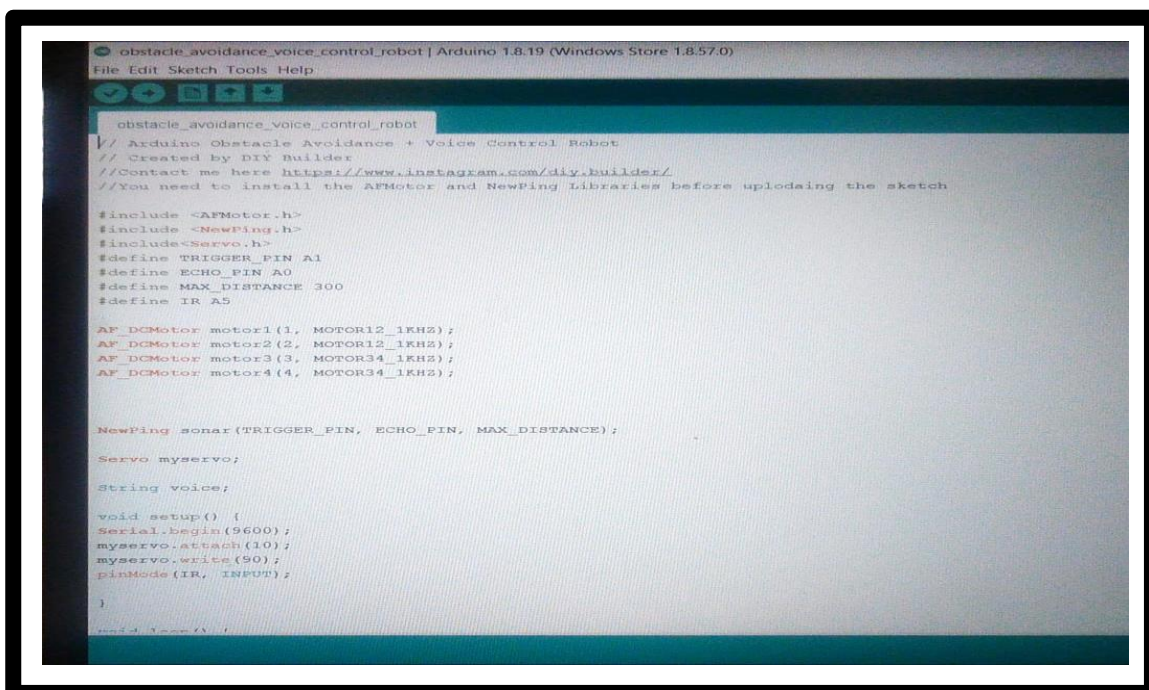 obstacle_avoidance_voice_control_robot | Arduino 1.8.19 (Windows Store 1.8.57.0)
File Edit Sketch Tools Help
obstacle_avoidance_voice_control_robot
// Arduino Obstacle Avoidance + Voice Control Robot
// Created by DIY Builder
//Contact me here https://www.instagram.com/diy.builder/
//You need to install the AFMotor and NewPing Libraries before uplodaing the sketch
#include <AFMotor.h>
#include <NewPing.h>
#include<Servo.h>
#define TRIGGER_PIN A1
#define ECHO_PIN A0
#define MAX_DISTANCE 300
#define IR A5
AF_DCMotor motor1(1, MOTOR12_1KHZ);
AF_DCMotor motor2(2, MOTOR12_1KHZ);
AF_DCMotor motor3(3, MOTOR34_1KHZ);
AF_DCMotor motor4(4, MOTOR34_1KHZ);
NewPing sonar(TRIGGER_PIN, ECHO_PIN, MAX_DISTANCE);
Servo myservo;
String voice;
void setup() {
Serial.begin(9600);
myservo.attach(10);
myservo.write(90);
pinMode(IR, INPUT);
}
void loop() {